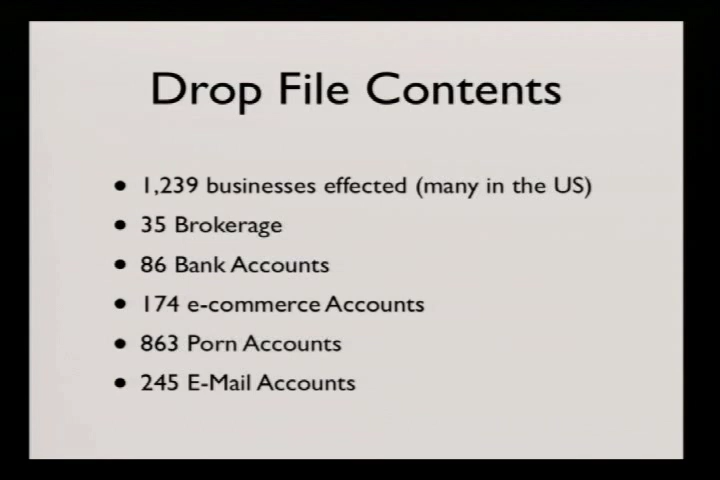 Drop File Contents
• 1,239 businesses effected (many in the US)
• 35 Brokerage
• 86 Bank Accounts
• 174 e-commerce Accounts
• 863 Porn Accounts
• 245 E-Mail Accounts